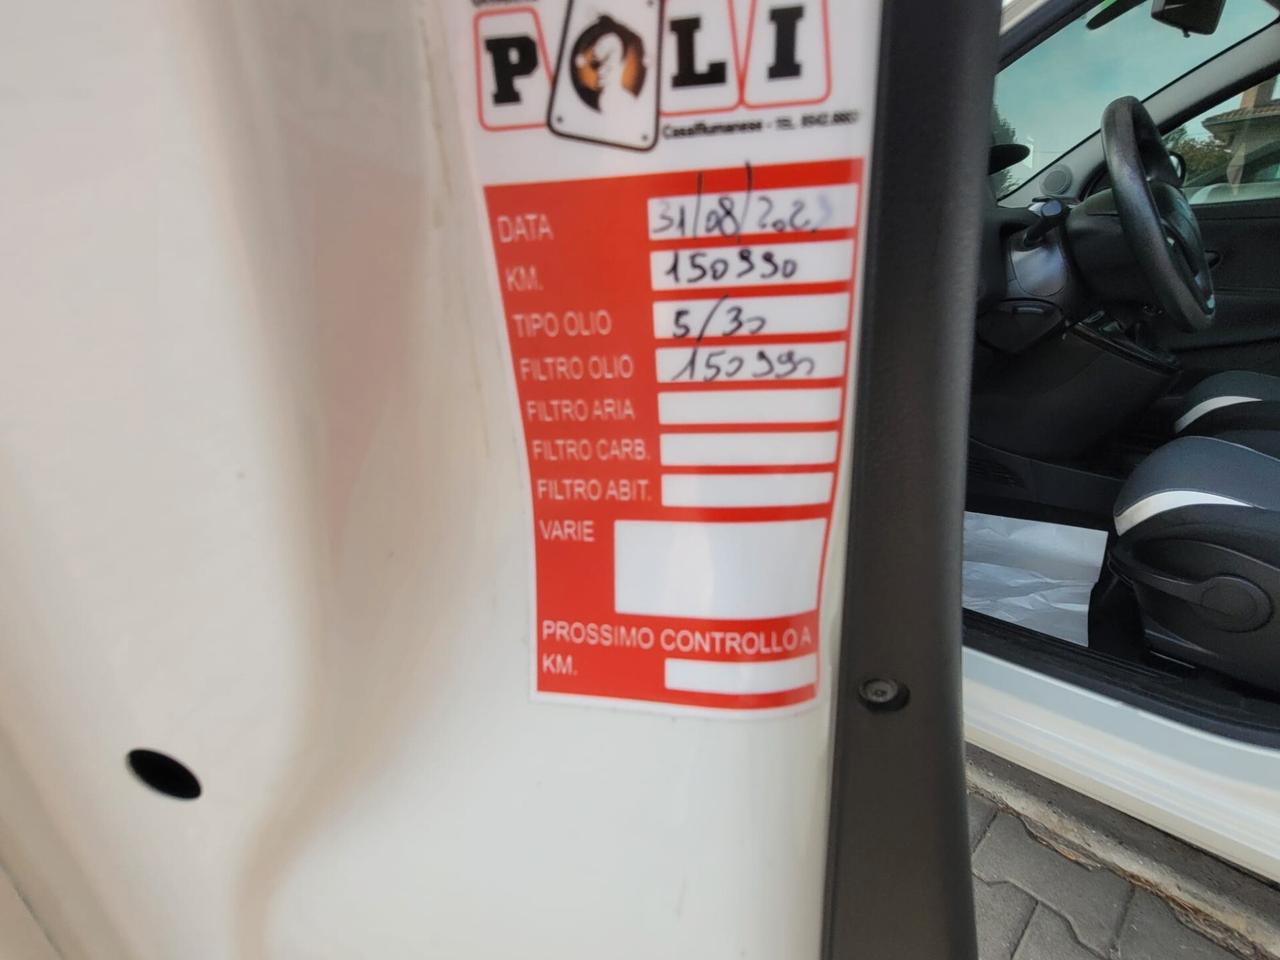 POLI
DATA 31/08/2023
KM. 150990
TIPO OLIO 5/30
FILTRO OLIO 150990
FILTRO ARIA
FILTRO CARB.
FILTRO ABIT.
VARIE
PROSSIMO CONTROLLO A
KM.